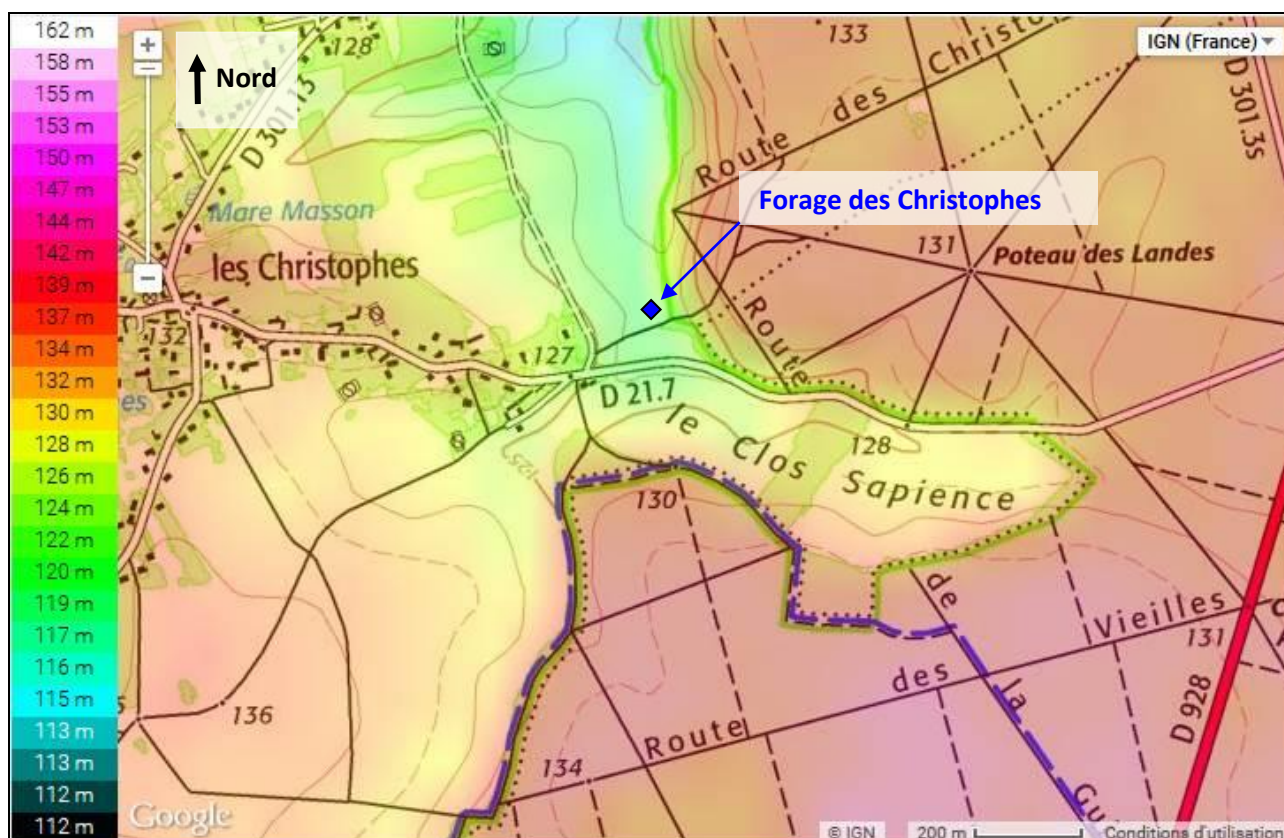 162 m
158 m
155 m
153 m
150 m
147 m
144 m
142 m
139 m
137 m
134 m
132 m
130 m
128 m
126 m
124 m
122 m
120 m
119 m
117 m
116 m
115 m
113 m
113 m
112 m
112 m
+
−
Nord
IGN (France)
128
D 301.13
133
Route des Christo
D 301.3s
Mare Masson
les Christophes
Forage des Christophes
131
Poteau des Landes
132
127
D 21.7
Route
le Clos Sapience
128
125
130
de la Gu
Route des Vieilles
131
136
134
D 928
Google
© IGN
200 m
Conditions d'utilisation